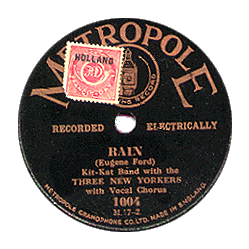 METROPOLE
HOLLAND
RECORDED ELECTRICALLY
RAIN
(Eugene Ford)
Kit-Kat Band with the
THREE NEW YORKERS
with Vocal Chorus
1004
M.17-2
METROPOLE GRAMOPHONE CO. LTD. MADE IN ENGLAND.